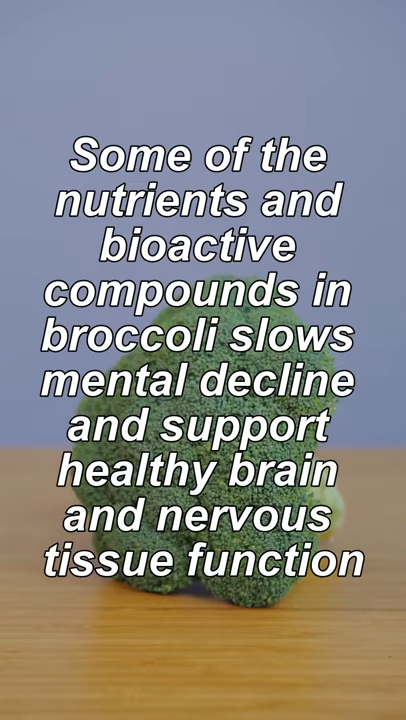 Some of the
nutrients and
bioactive
compounds in
broccoli slows
mental decline
and support
healthy brain
and nervous
tissue function